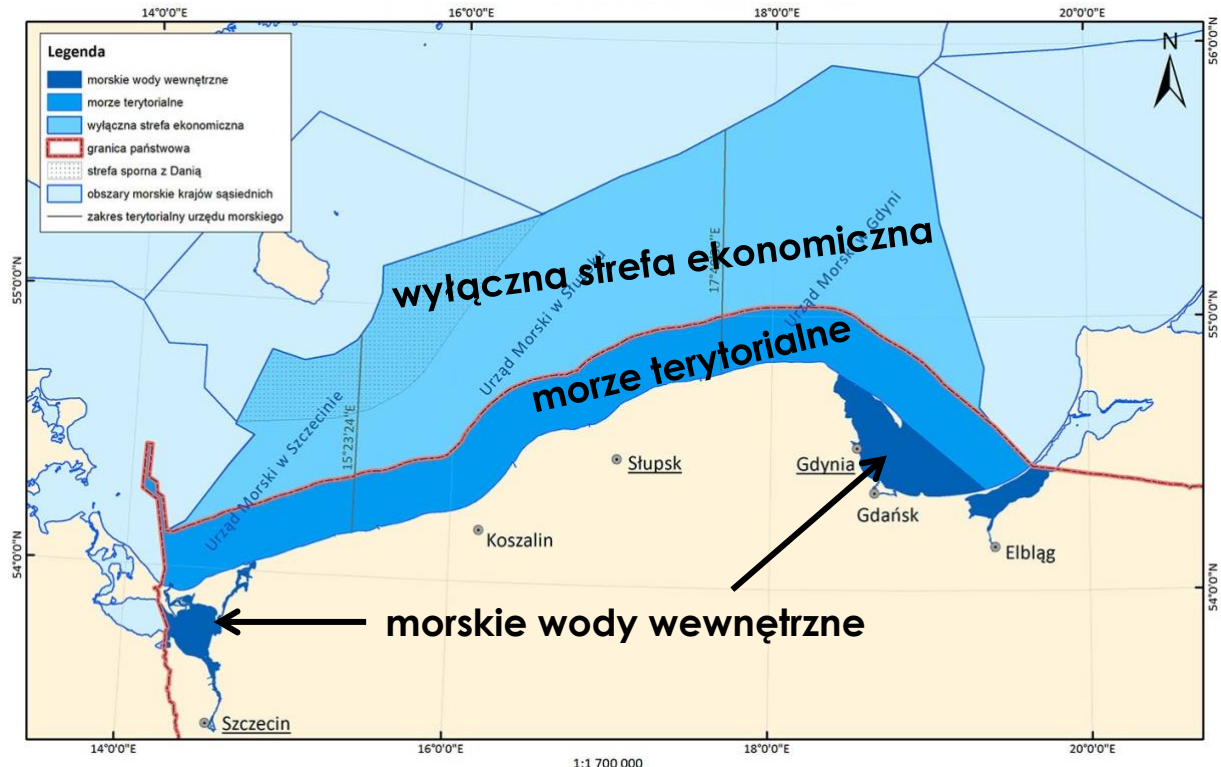 14°0'0"E
16°0'0"E
18°0'0"E
20°0'0"E
Legenda
morskie wody wewnętrzne
morze terytorialne
wyłączna strefa ekonomiczna
granica państwowa
strefa sporna z Danią
obszary morskie krajów sąsiednich
zakres terytorialny urzędu morskiego
N
56°0'0"N
55°0'0"N
55°0'0"N
54°0'0"N
54°0'0"N
wyłączna strefa ekonomiczna
Urząd Morski w Gdyni
Urząd Morski w Słupsku
Urząd Morski w Szczecinie
15°23'24"E
morze terytorialne
Słupsk
Gdynia
Gdańsk
Koszalin
Elbląg
morskie wody wewnętrzne
Szczecin
14°0'0"E
16°0'0"E
18°0'0"E
20°0'0"E
1:1 700 000